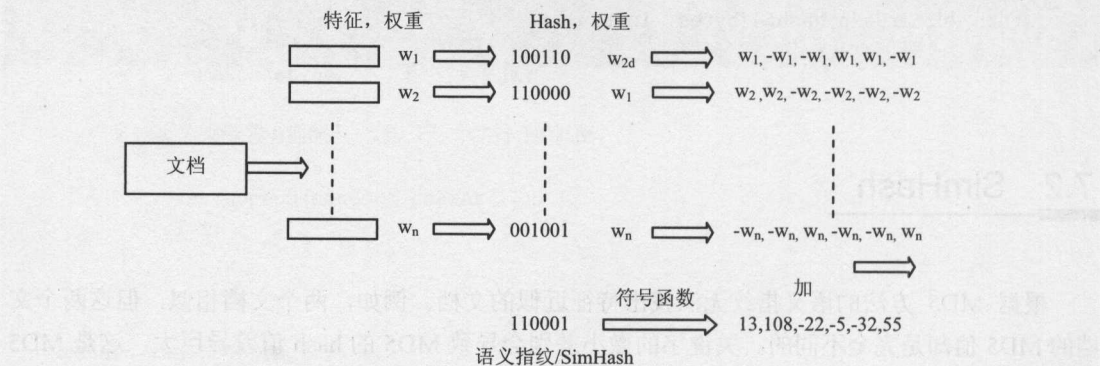 特征，权重 Hash，权重
w1 100110 w2d w1, -w1, -w1, w1, w1, -w1
w2 110000 w1 w2 ,w2, -w2, -w2, -w2, -w2
文档
wn 001001 wn -wn, -wn, wn, -wn, -wn, wn
加
符号函数
110001 13,108,-22,-5,-32,55
语义指纹/SimHash